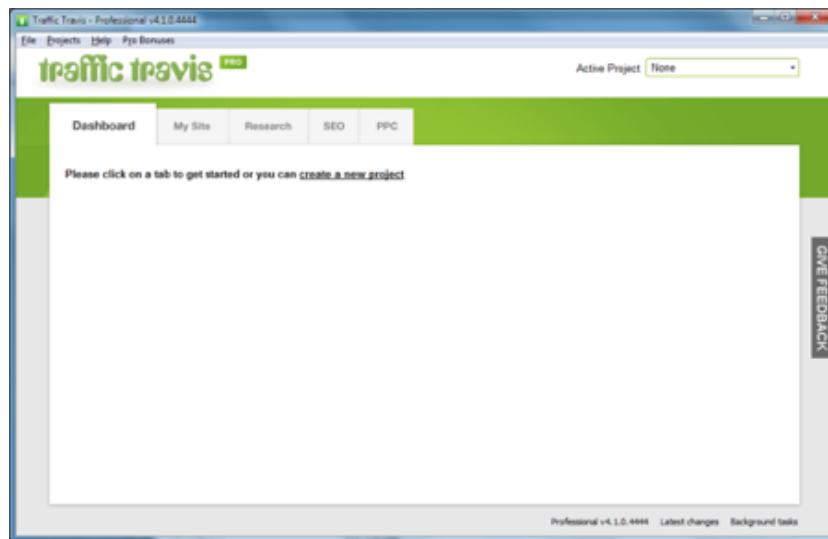 Traffic Travis - Professional v4.1.0.4444
File Projects Help Pro Bonuses
traffic travis PRO
Active Project None
Dashboard My Site Research SEO PPC
Please click on a tab to get started or you can create a new project
GIVE FEEDBACK
Professional v4.1.0.4444 Latest changes Background tasks